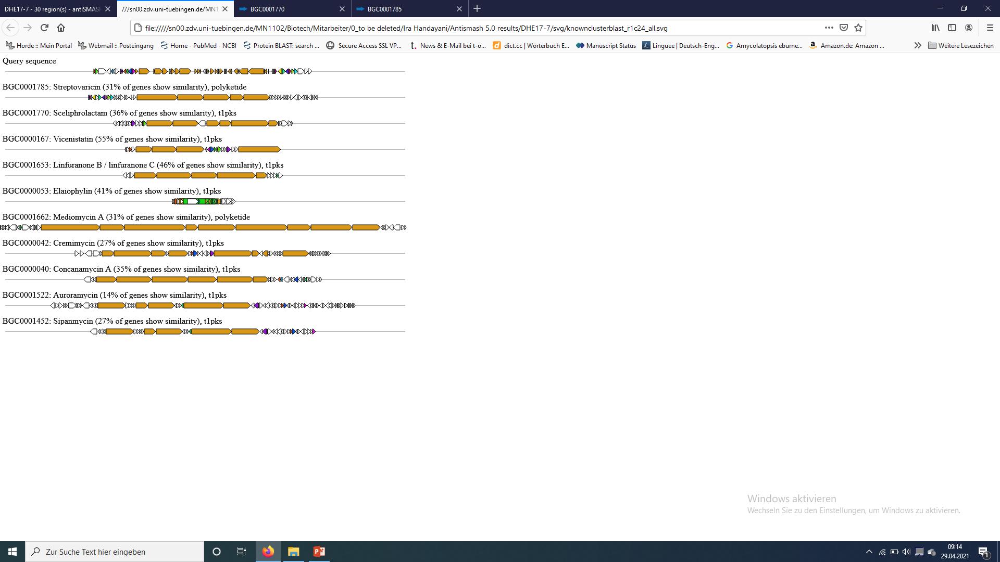 DHE17-7 - 30 region(s) - antiSMASH
///sn00.zdv.uni-tuebingen.de/MN1
BGC0001770
BGC0001785
file://///sn00.zdv.uni-tuebingen.de/MN1102/Biotech/Mitarbeiter/0_to be deleted/Ira Handayani/Antismash 5.0 results/DHE17-7/svg/knownclusterblast_r1c24_all.svg
Horde :: Mein Portal
Webmail :: Posteingang
Home - PubMed - NCBI
Protein BLAST: search ...
Secure Access SSL VP...
t. News & E-Mail bei t-o...
dict.cc | Wörterbuch E...
Manuscript Status
Linguee | Deutsch-Eng...
Amycolatopsis eburne...
Amazon.de: Amazon ...
Weitere Lesezeichen
Query sequence
BGC0001785: Streptovaricin (31% of genes show similarity), polyketide
BGC0001770: Sceliphrolactam (36% of genes show similarity), t1pks
BGC0000167: Vicenistatin (55% of genes show similarity), t1pks
BGC0001653: Linfuranone B / linfuranone C (46% of genes show similarity), t1pks
BGC0000053: Elaiophylin (41% of genes show similarity), t1pks
BGC0001662: Mediomycin A (31% of genes show similarity), polyketide
BGC0000042: Cremimycin (27% of genes show similarity), t1pks
BGC0000040: Concanamycin A (35% of genes show similarity), t1pks
BGC0001522: Auroramycin (14% of genes show similarity), t1pks
BGC0001452: Sipanmycin (27% of genes show similarity), t1pks
Windows aktivieren
Wechseln Sie zu den Einstellungen, um Windows zu aktivieren.
Zur Suche Text hier eingeben
09:14
29.04.2021
1